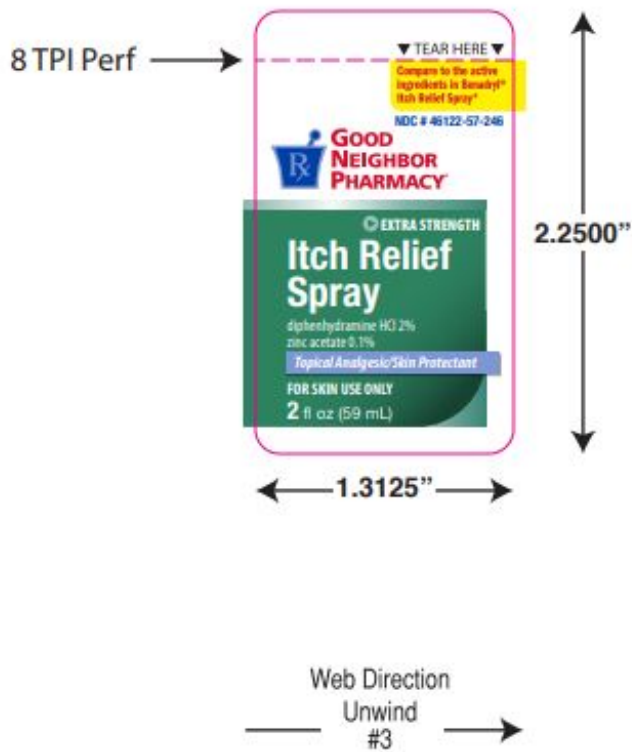 8 TPI Perf
▼ TEAR HERE ▼
Compare to the active
ingredients in Benadryl®
Itch Relief Spray*
NDC # 46122-57-246
Rx
GOOD
NEIGHBOR
PHARMACY
EXTRA STRENGTH
Itch Relief
Spray
diphenhydramine HCl 2%
zinc acetate 0.1%
Topical Analgesic/Skin Protectant
FOR SKIN USE ONLY
2 fl oz (59 mL)
2.2500”
1.3125”
Web Direction
Unwind
#3